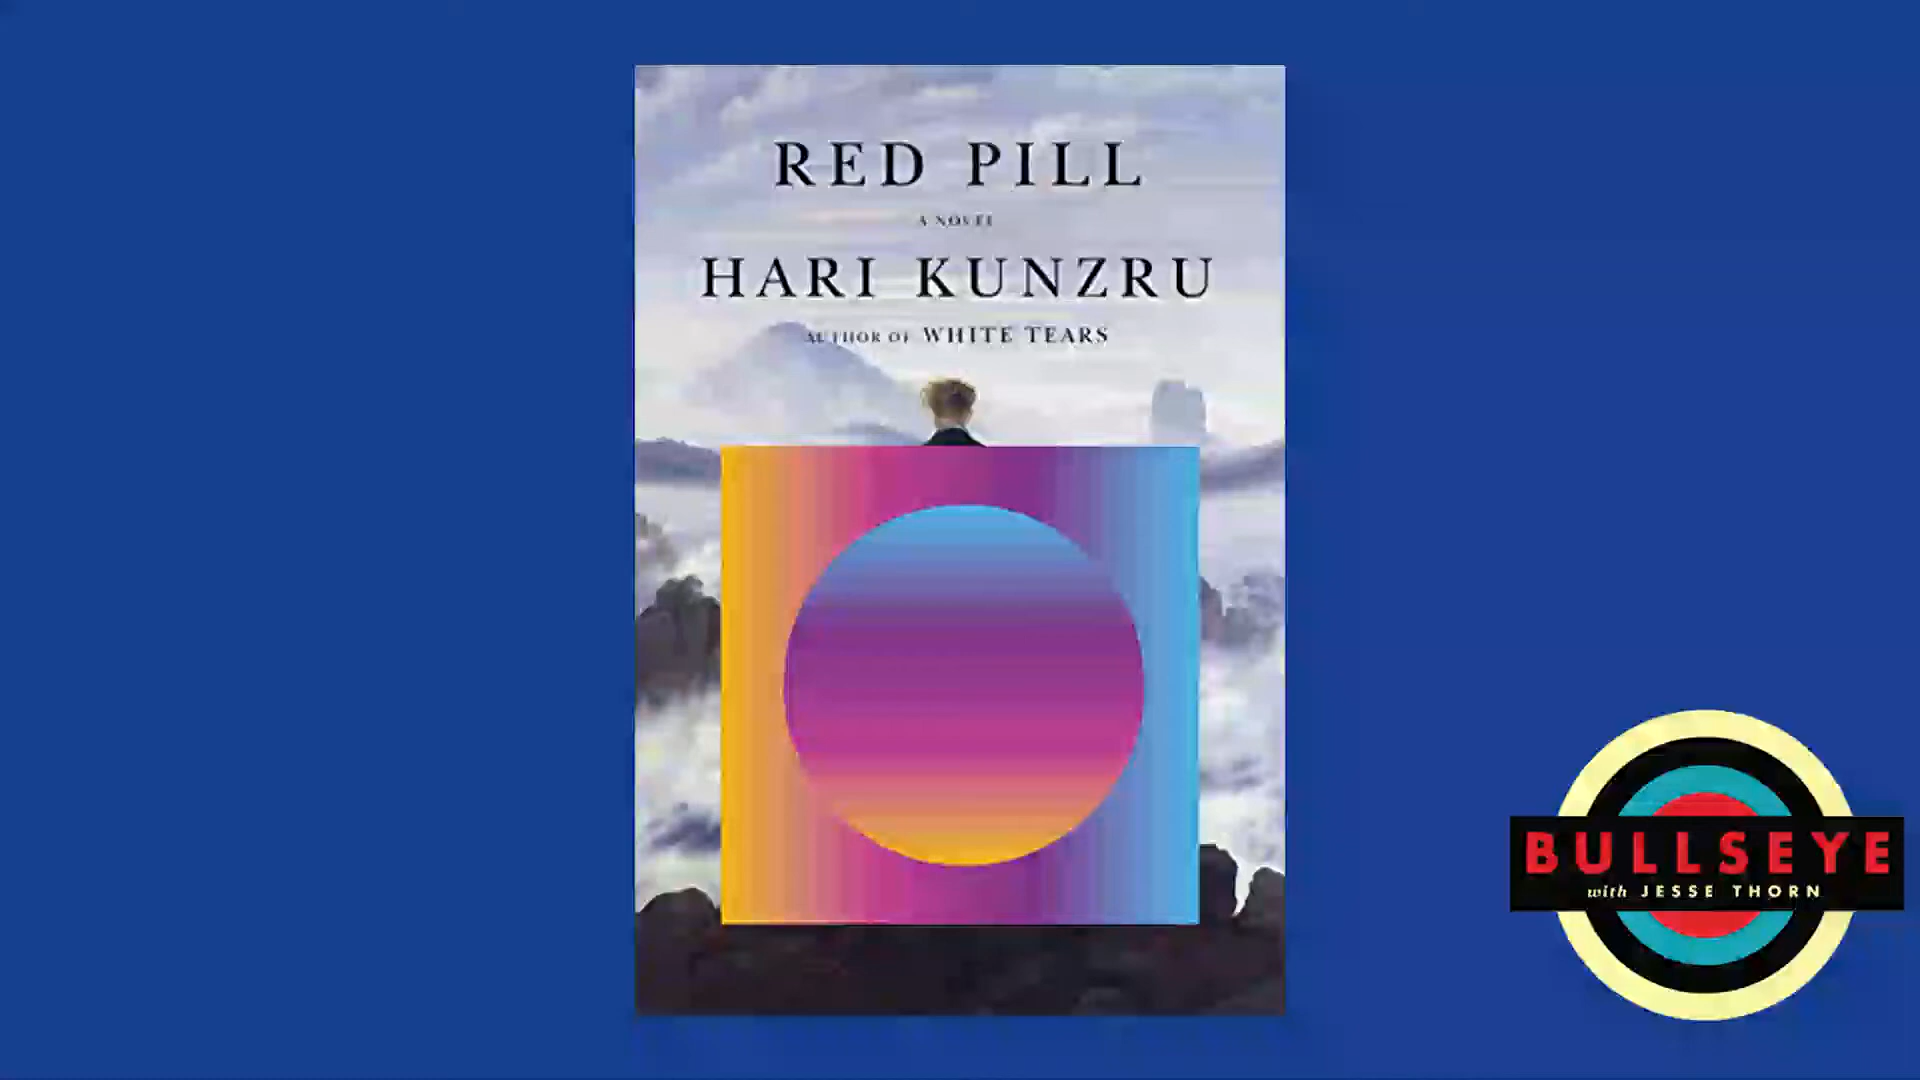 RED PILL
A NOVEL
HARI KUNZRU
AUTHOR OF WHITE TEARS
BULLSEYE
with JESSE THORN